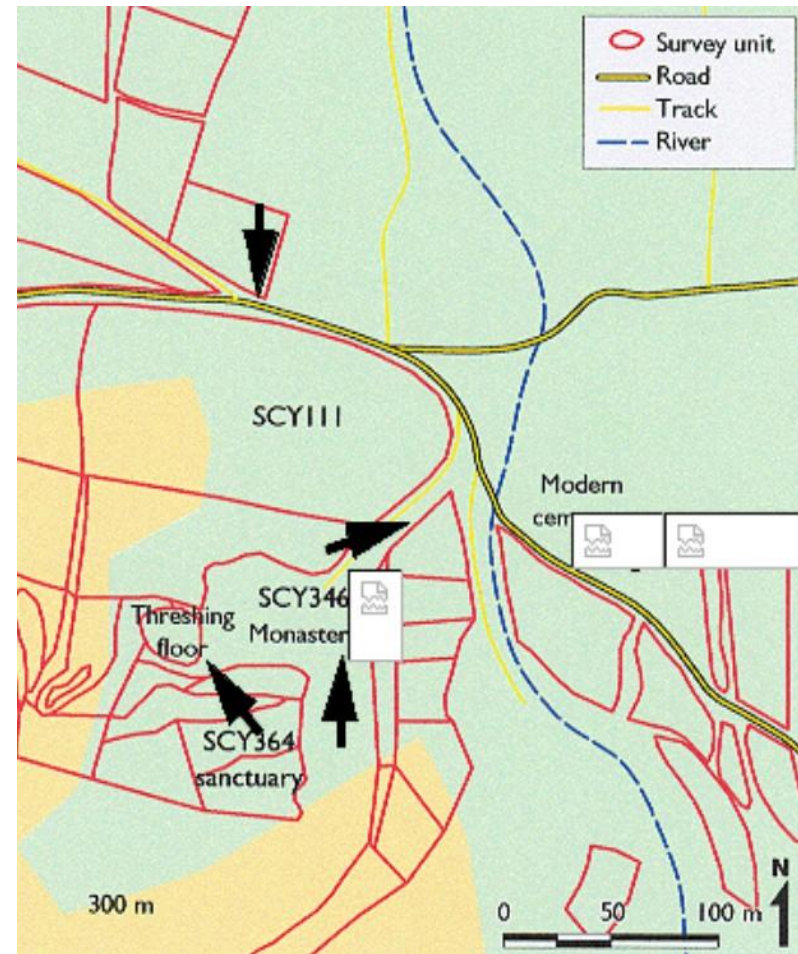 Survey unit
Road
Track
River
SCY111
Modern
SCY346
Threshing
floor
SCY364
sanctuary
300 m
N
0 50 100 m